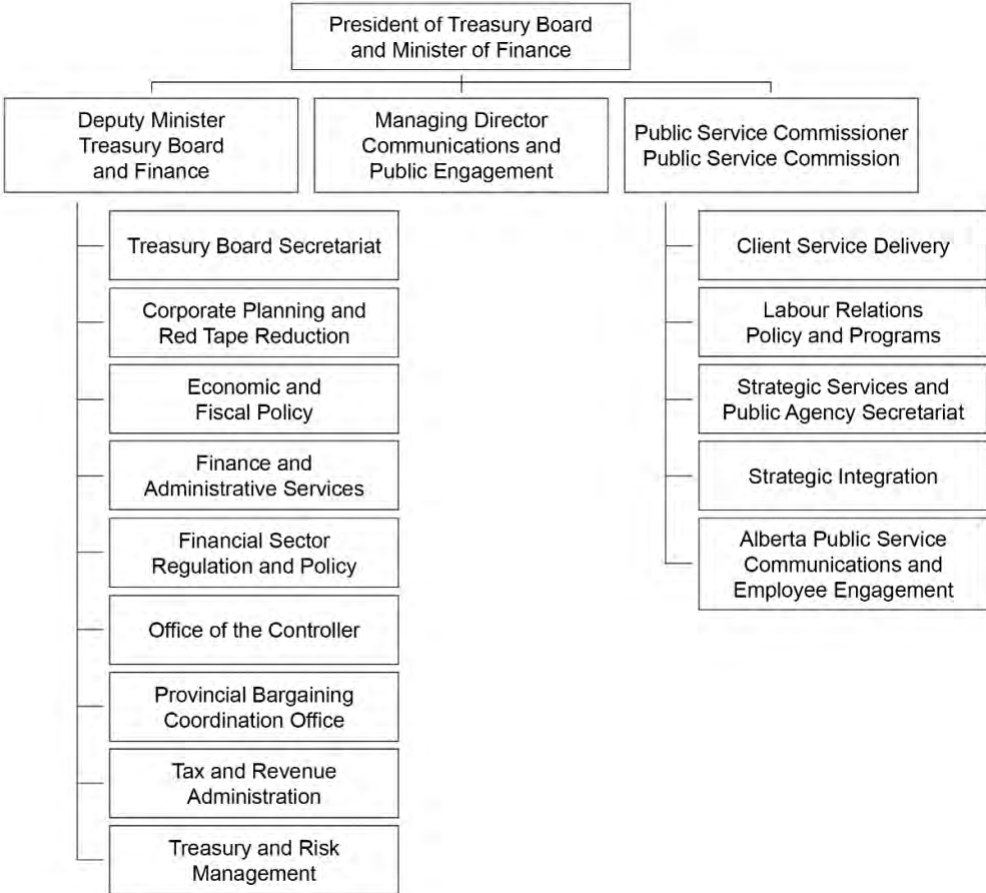 President of Treasury Board
and Minister of Finance
Deputy Minister
Treasury Board
and Finance
Managing Director
Communications and
Public Engagement
Public Service Commissioner
Public Service Commission
Treasury Board Secretariat
Corporate Planning and
Red Tape Reduction
Economic and
Fiscal Policy
Finance and
Administrative Services
Financial Sector
Regulation and Policy
Office of the Controller
Provincial Bargaining
Coordination Office
Tax and Revenue
Administration
Treasury and Risk
Management
Client Service Delivery
Labour Relations
Policy and Programs
Strategic Services and
Public Agency Secretariat
Strategic Integration
Alberta Public Service
Communications and
Employee Engagement